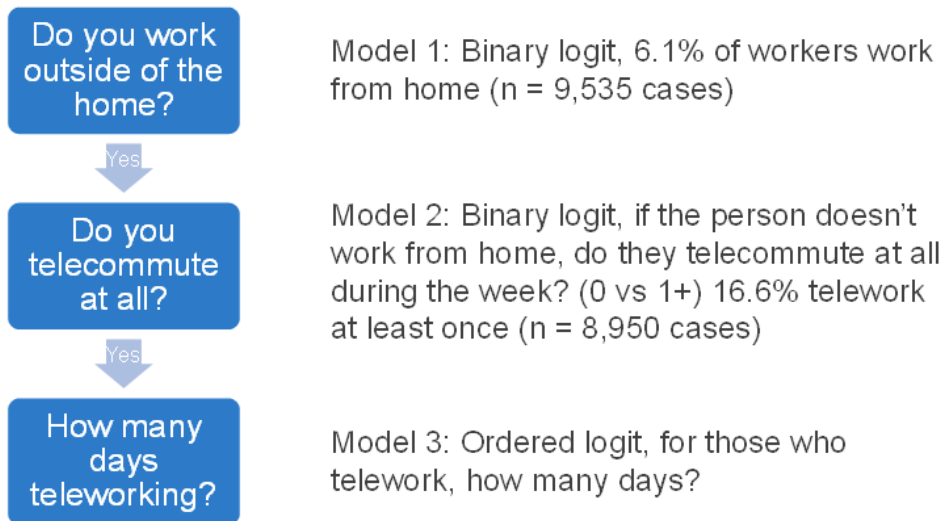 Do you work
outside of the
home?
Model 1: Binary logit, 6.1% of workers work
from home (n = 9,535 cases)
Yes
Do you
telecommute
at all?
Model 2: Binary logit, if the person doesn’t
work from home, do they telecommute at all
during the week? (0 vs 1+) 16.6% telework
at least once (n = 8,950 cases)
Yes
How many
days
teleworking?
Model 3: Ordered logit, for those who
telework, how many days?